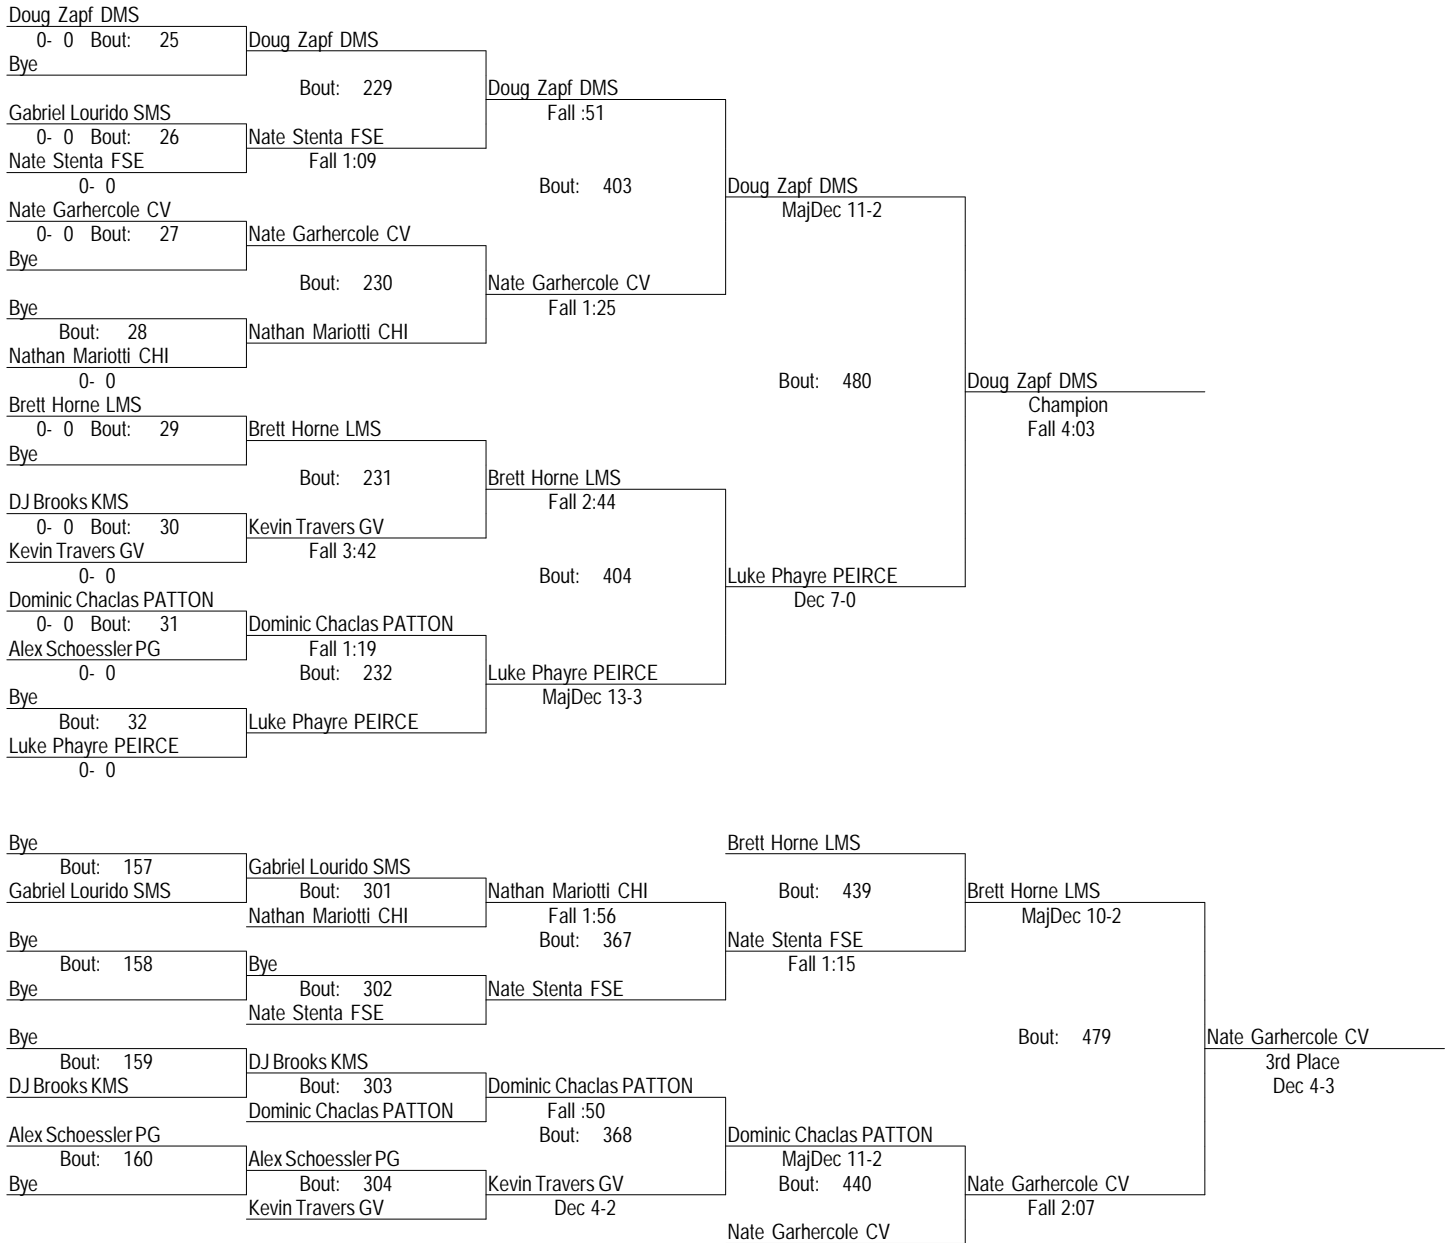 Doug Zapf DMS
0- 0 Bout: 25 Doug Zapf DMS
Bye
Bout: 229 Doug Zapf DMS
Gabriel Lourido SMS Fall :51
0- 0 Bout: 26 Nate Stenta FSE
Nate Stenta FSE Fall 1:09
0- 0 Bout: 403 Doug Zapf DMS
Nate Garhercole CV MajDec 11-2
0- 0 Bout: 27 Nate Garhercole CV
Bye
Bout: 230 Nate Garhercole CV
Bye Fall 1:25
Bout: 28 Nathan Mariotti CHI
Nathan Mariotti CHI
0- 0 Bout: 480 Doug Zapf DMS
Brett Horne LMS Champion
0- 0 Bout: 29 Brett Horne LMS Fall 4:03
Bye
Bout: 231 Brett Horne LMS
DJ Brooks KMS Fall 2:44
0- 0 Bout: 30 Kevin Travers GV
Kevin Travers GV Fall 3:42
0- 0 Bout: 404 Luke Phayre PEIRCE
Dominic Chaclas PATTON Dec 7-0
0- 0 Bout: 31 Dominic Chaclas PATTON
Alex Schoessler PG Fall 1:19
0- 0 Bout: 232 Luke Phayre PEIRCE
Bye MajDec 13-3
Bout: 32 Luke Phayre PEIRCE
Luke Phayre PEIRCE
0- 0
Bye Brett Horne LMS
Bout: 157 Gabriel Lourido SMS
Gabriel Lourido SMS Bout: 301 Nathan Mariotti CHI Bout: 439 Brett Horne LMS
Nathan Mariotti CHI Fall 1:56 MajDec 10-2
Bye Bout: 367 Nate Stenta FSE
Bout: 158 Bye Fall 1:15
Bye Bout: 302 Nate Stenta FSE
Nate Stenta FSE
Bye Bout: 479 Nate Garhercole CV
Bout: 159 DJ Brooks KMS 3rd Place
DJ Brooks KMS Bout: 303 Dominic Chaclas PATTON Dec 4-3
Dominic Chaclas PATTON Fall :50
Alex Schoessler PG Bout: 368 Dominic Chaclas PATTON
Bout: 160 Alex Schoessler PG MajDec 11-2
Bye Bout: 304 Kevin Travers GV Bout: 440 Nate Garhercole CV
Kevin Travers GV Dec 4-2 Fall 2:07
Nate Garhercole CV